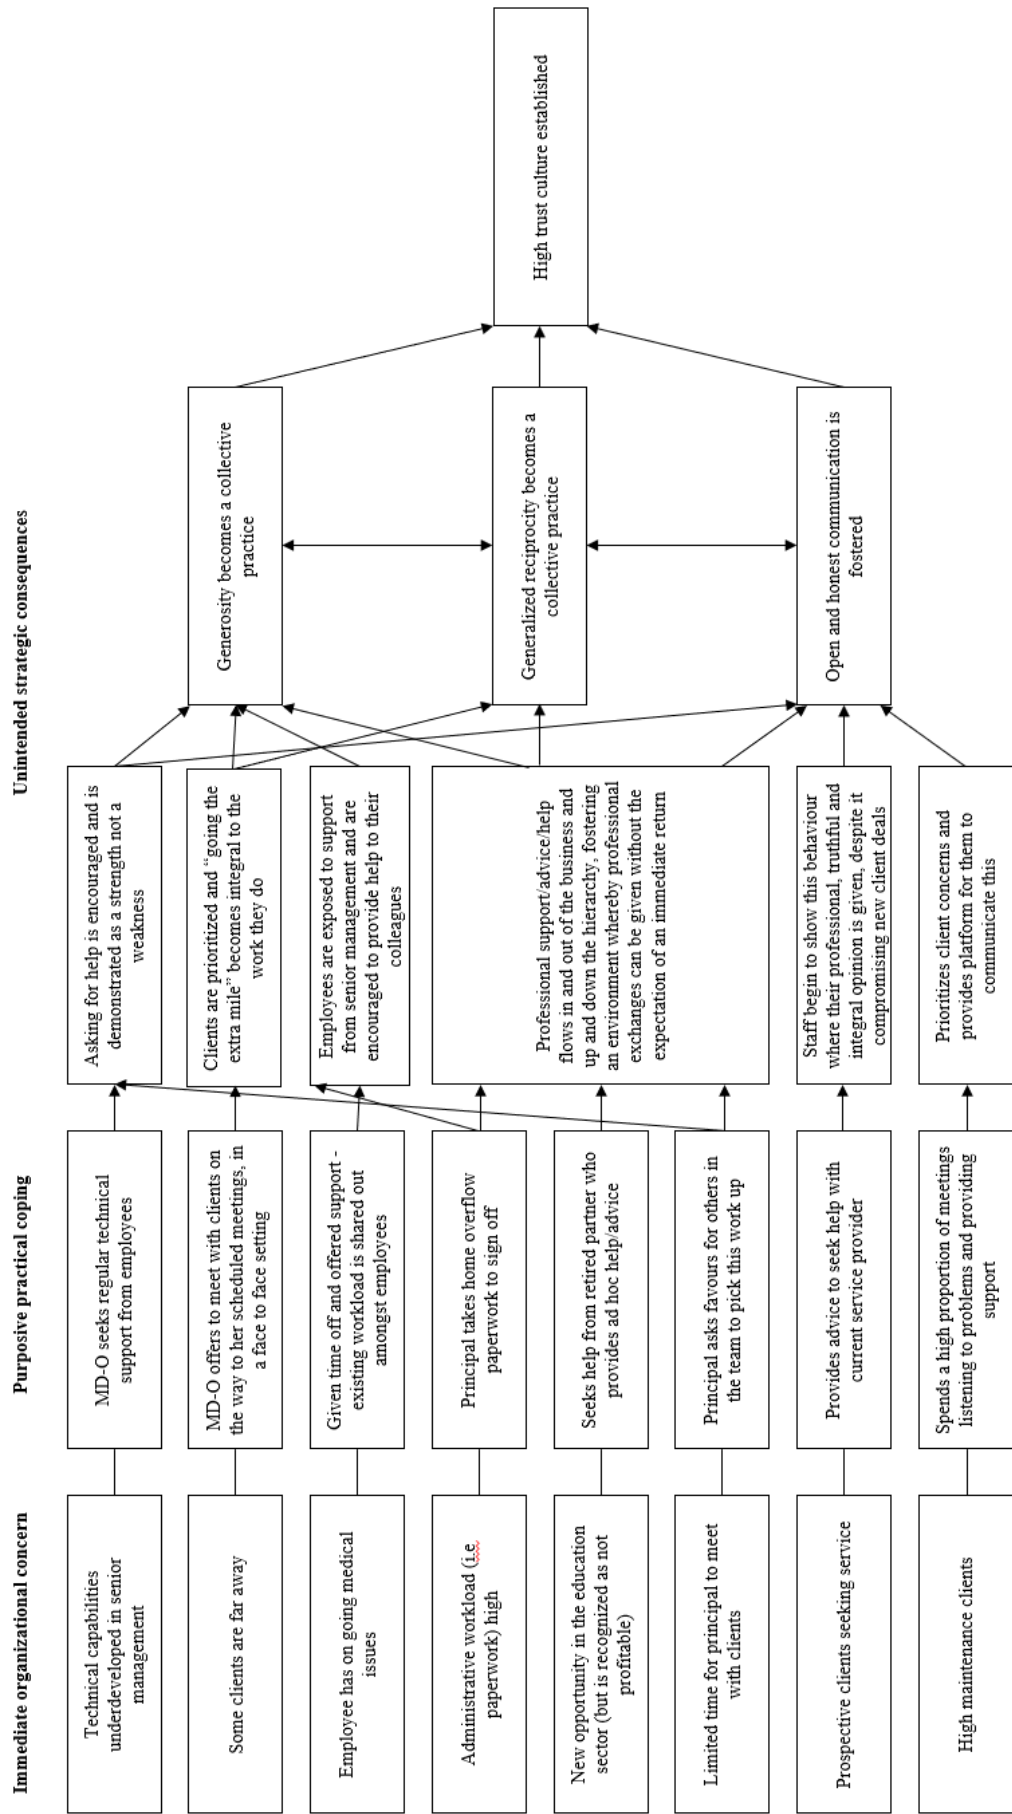 Immediate organizational concern
Purposive practical coping
Unintended strategic consequences
Technical capabilities
underdeveloped in senior
management
MD-O seeks regular technical
support from employees
Asking for help is encouraged and is
demonstrated as a strength not a
weakness
Some clients are far away
MD-O offers to meet with clients on
the way to her scheduled meetings, in
a face to face setting
Clients are prioritized and “going the
extra mile” becomes integral to the
work they do
Employee has on going medical
issues
Given time off and offered support -
existing workload is shared out
amongst employees
Employees are exposed to support
from senior management and are
encouraged to provide help to their
colleagues
Administrative workload (i.e
paperwork) high
Principal takes home overflow
paperwork to sign off
New opportunity in the education
sector (but is recognized as not
profitable)
Seeks help from retired partner who
provides ad hoc help/advice
Limited time for principal to meet
with clients
Principal asks favours for others in
the team to pick this work up
Professional support/advice/help
flows in and out of the business and
up and down the hierarchy, fostering
an environment whereby professional
exchanges can be given without the
expectation of an immediate return
Prospective clients seeking service
Provides advice to seek help with
current service provider
Staff begin to show this behaviour
where their professional, truthful and
integral opinion is given, despite it
compromising new client deals
High maintenance clients
Spends a high proportion of meetings
listening to problems and providing
support
Prioritizes client concerns and
provides platform for them to
communicate this
Generosity becomes a collective
practice
Generalized reciprocity becomes a
collective practice
Open and honest communication is
fostered
High trust culture established